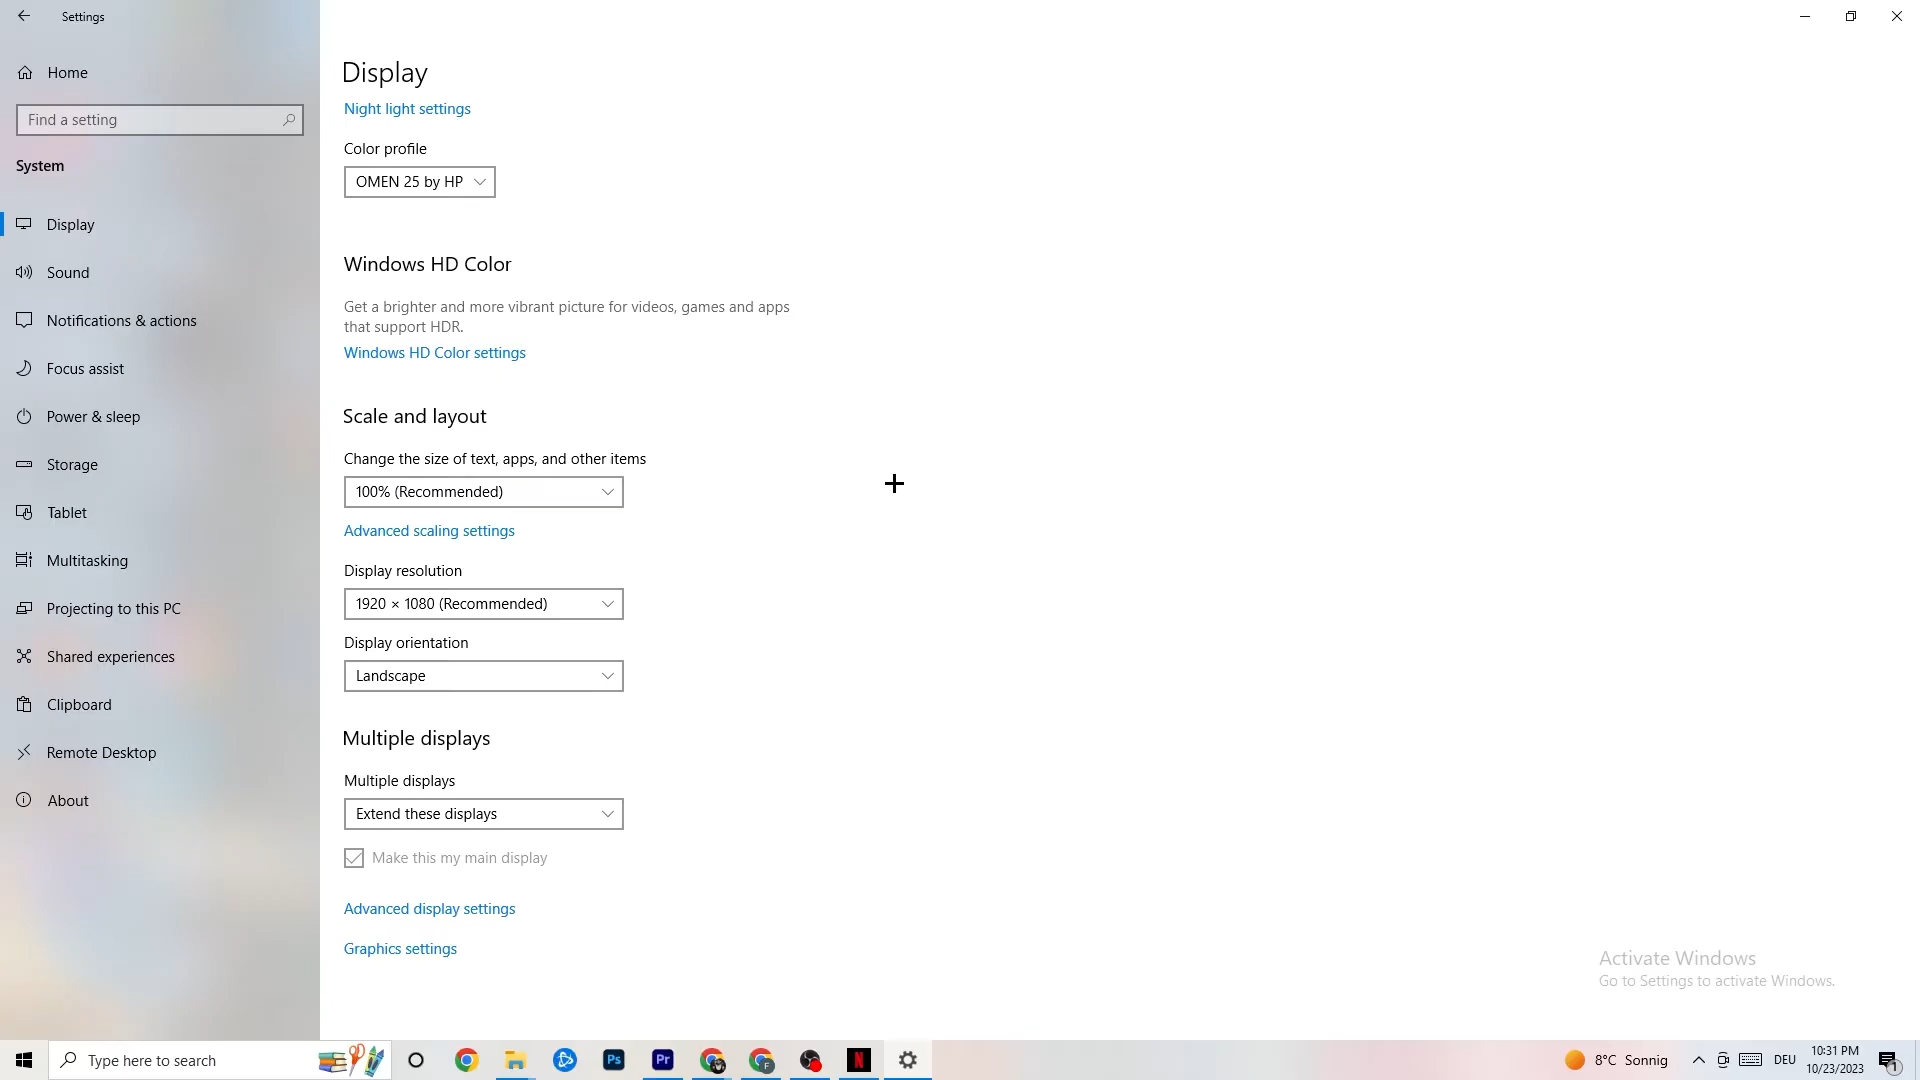 Settings
Home
Find a setting
System
Display
Sound
Notifications & actions
Focus assist
Power & sleep
Storage
Tablet
Multitasking
Projecting to this PC
Shared experiences
Clipboard
Remote Desktop
About
Display
Night light settings
Color profile
OMEN 25 by HP
Windows HD Color
Get a brighter and more vibrant picture for videos, games and apps
that support HDR.
Windows HD Color settings
Scale and layout
Change the size of text, apps, and other items
100% (Recommended)
Advanced scaling settings
Display resolution
1920 × 1080 (Recommended)
Display orientation
Landscape
Multiple displays
Multiple displays
Extend these displays
Make this my main display
Advanced display settings
Graphics settings
Activate Windows
Go to Settings to activate Windows.
Type here to search
Ps
Pr
F
N
8°C Sonnig
DEU
10:31 PM
10/23/2023
1